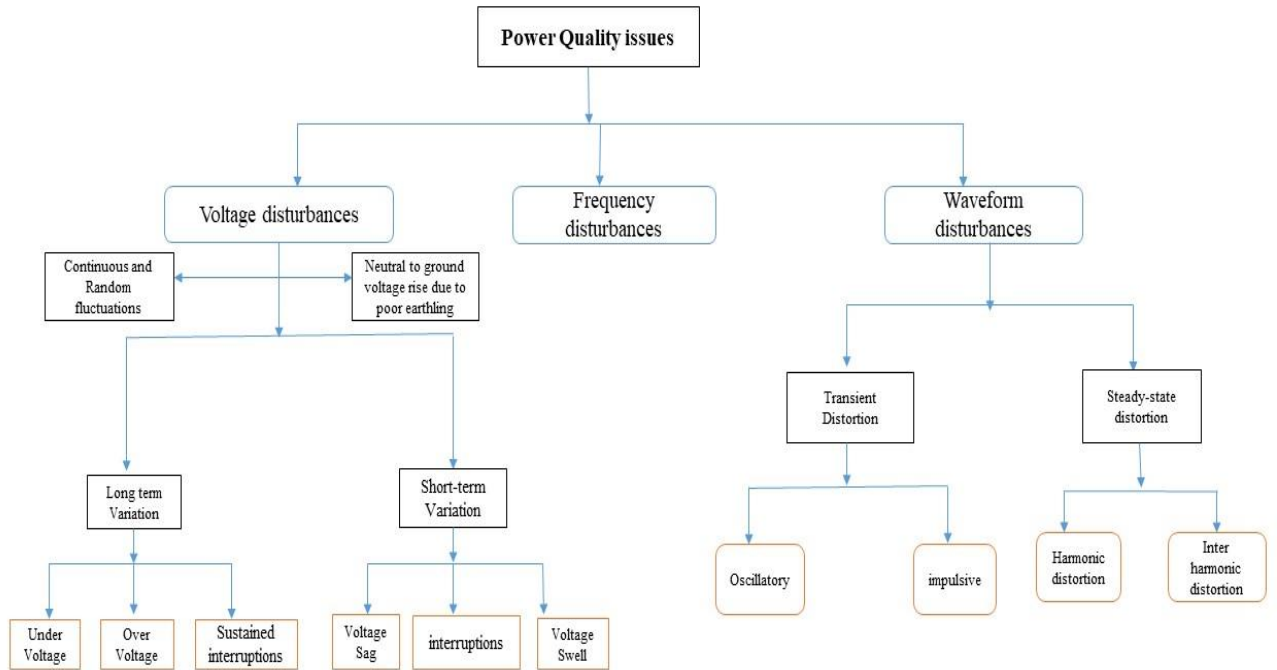 Power Quality issues
Voltage disturbances
Frequency
disturbances
Waveform
disturbances
Continuous and
Random
fluctuations
Neutral to ground
voltage rise due to
poor earthling
Transient
Distortion
Steady-state
distortion
Long term
Variation
Short-term
Variation
Oscillatory
impulsive
Harmonic
distortion
Inter
harmonic
distortion
Under
Voltage
Over
Voltage
Sustained
interruptions
Voltage
Sag
interruptions
Voltage
Swell